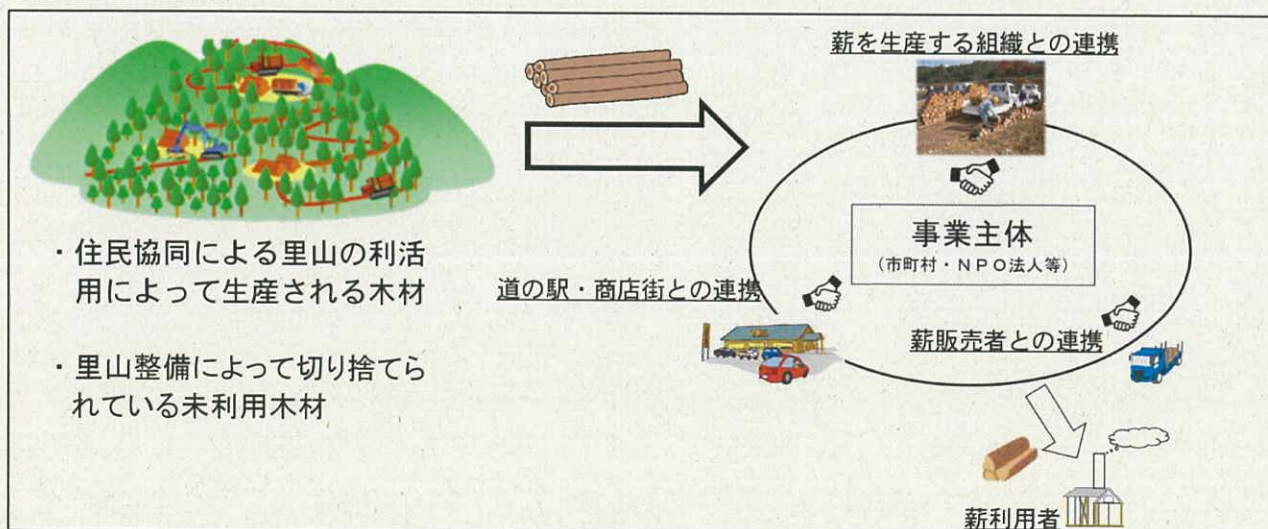 薪を生産する組織との連携
事業主体
(市町村・NPO法人等)
・住民協同による里山の利活
用によって生産される木材
道の駅・商店街との連携
薪販売者との連携
・里山整備によって切り捨てら
れている未利用木材
薪利用者